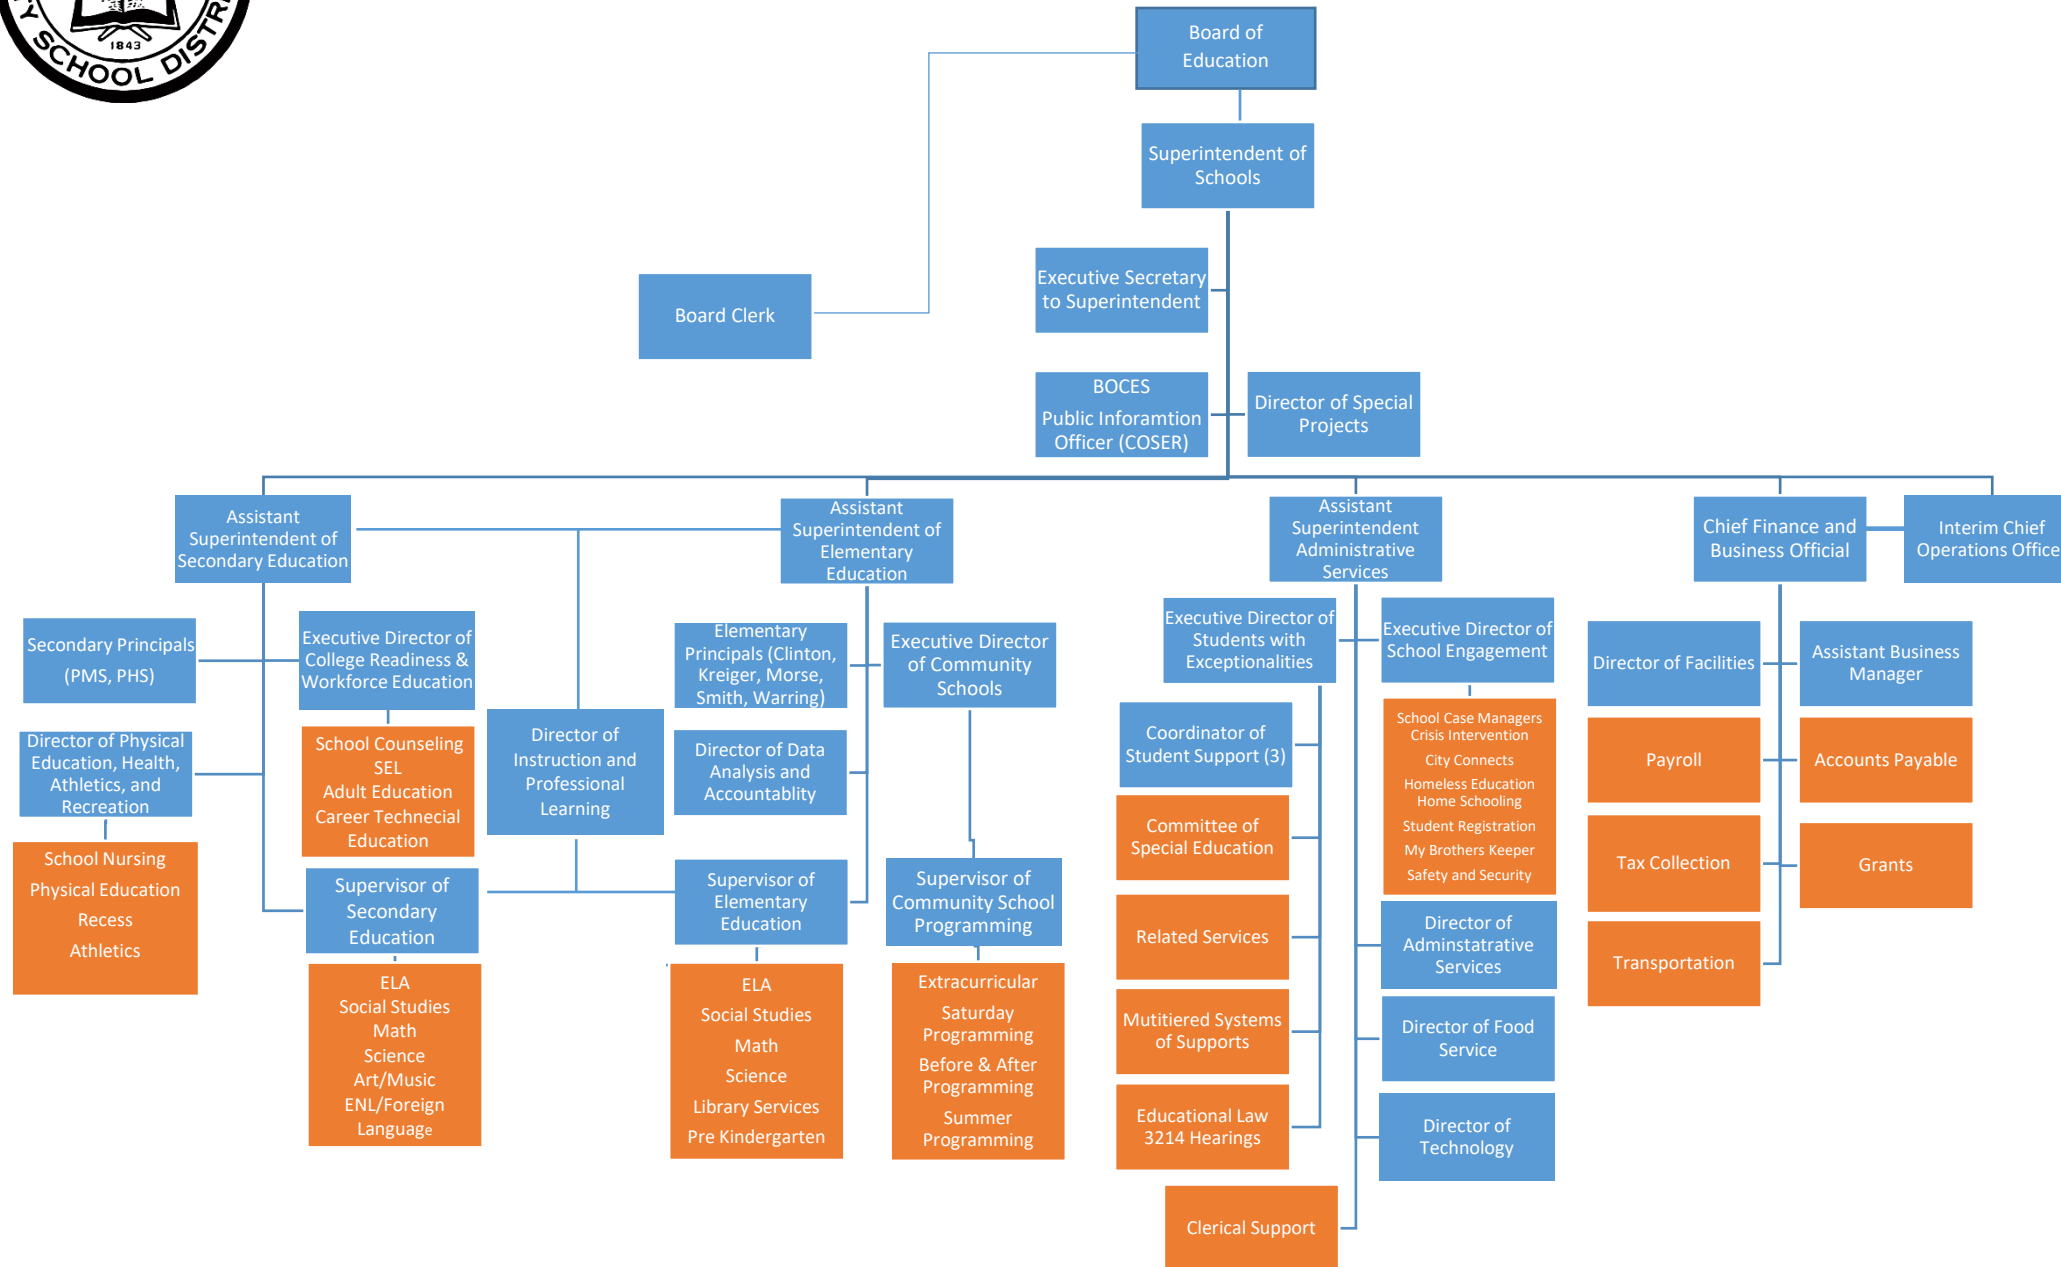 1843
TY SCHOOL DISTRI
Board of
Education
Superintendent of
Schools
Executive Secretary
to Superintendent
Board Clerk
BOCES
Public Inforamtion
Officer (COSER)
Director of Special
Projects
Assistant
Superintendent of
Secondary Education
Assistant
Superintendent of
Elementary
Education
Assistant
Superintendent
Administrative
Services
Chief Finance and
Business Official
Interim Chief
Operations Office
Secondary Principals
(PMS, PHS)
Executive Director of
College Readiness &
Workforce Education
Elementary
Principals (Clinton,
Kreiger, Morse,
Smith, Warring)
Executive Director
of Community
Schools
Executive Director of
Students with
Exceptionalities
Executive Director of
School Engagement
Director of Facilities
Assistant Business
Manager
Director of Physical
Education, Health,
Athletics, and
Recreation
School Counseling
SEL
Adult Education
Career Technecial
Education
Director of
Instruction and
Professional
Learning
Director of Data
Analysis and
Accountablity
Coordinator of
Student Support (3)
School Case Managers
Crisis Intervention
City Connects
Homeless Education
Home Schooling
Student Registration
My Brothers Keeper
Safety and Security
Payroll
Accounts Payable
School Nursing
Physical Education
Recess
Athletics
Supervisor of
Secondary
Education
Supervisor of
Elementary
Education
Supervisor of
Community School
Programming
Committee of
Special Education
Tax Collection
Grants
Related Services
Director of
Adminstatrative
Services
Transportation
ELA
Social Studies
Math
Science
Art/Music
ENL/Foreign
Language
ELA
Social Studies
Math
Science
Library Services
Pre Kindergarten
Extracurricular
Saturday
Programming
Before & After
Programming
Summer
Programming
Mutitiered Systems
of Supports
Director of Food
Service
Educational Law
3214 Hearings
Director of
Technology
Clerical Support